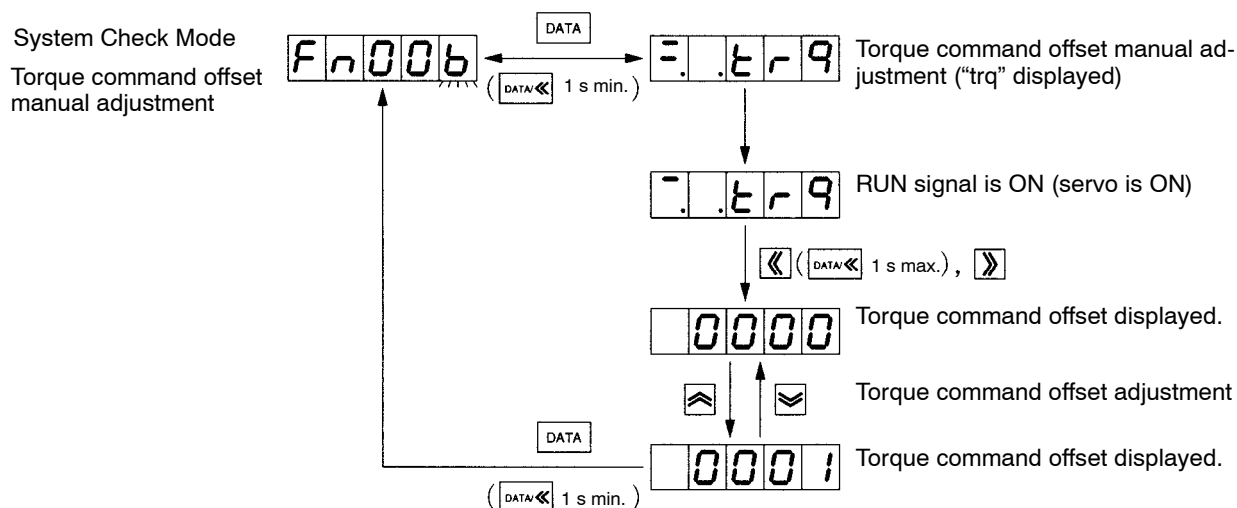 System Check Mode
Torque command offset
manual adjustment
Fn00b
DATA
( DATA/≪ 1 s min. )
. .trq
Torque command offset manual ad-
justment (“trq” displayed)
. .trq
RUN signal is ON (servo is ON)
≪ ( DATA/≪ 1 s max.) , ≫
0000
Torque command offset displayed.
Torque command offset adjustment
DATA
( DATA/≪ 1 s min. )
0001
Torque command offset displayed.